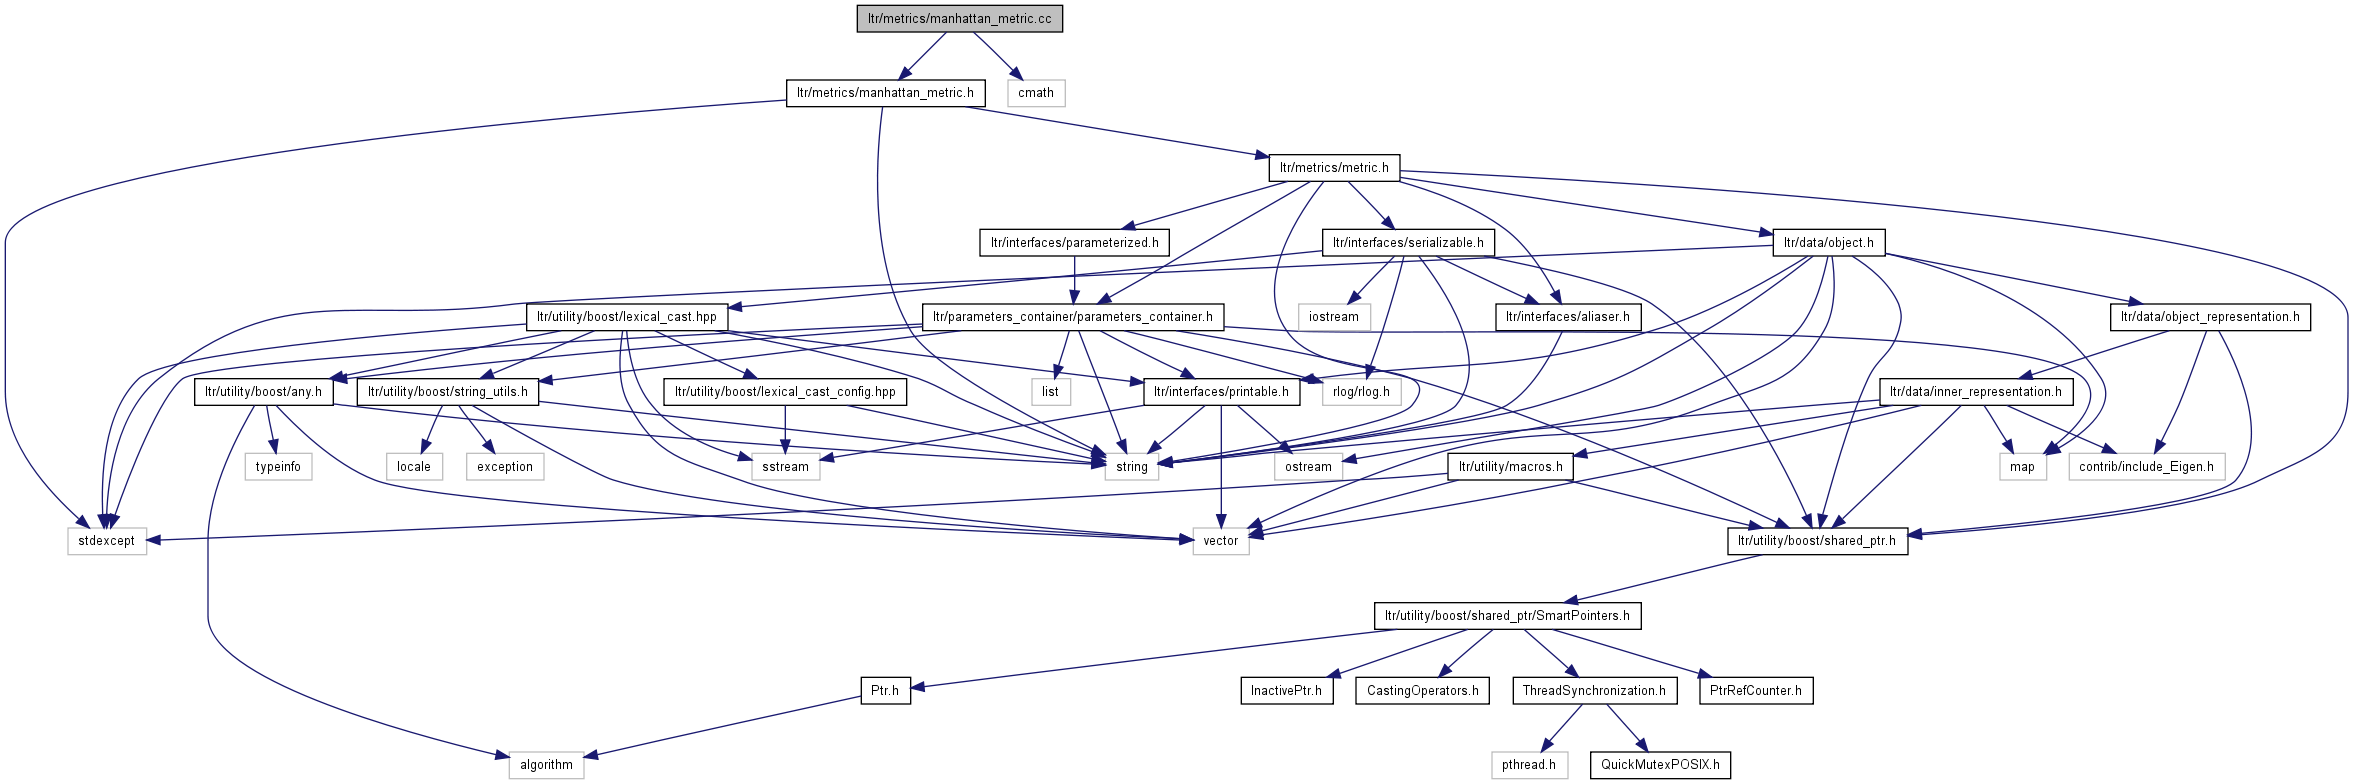 ltr/metrics/manhattan_metric.cc
ltr/metrics/manhattan_metric.h
cmath
ltr/metrics/metric.h
ltr/interfaces/parameterized.h
ltr/interfaces/serializable.h
ltr/data/object.h
ltr/utility/boost/lexical_cast.hpp
ltr/parameters_container/parameters_container.h
iostream
ltr/interfaces/aliaser.h
ltr/data/object_representation.h
ltr/utility/boost/any.h
ltr/utility/boost/string_utils.h
ltr/utility/boost/lexical_cast_config.hpp
list
ltr/interfaces/printable.h
rlog/rlog.h
ltr/data/inner_representation.h
typeinfo
locale
exception
sstream
string
ostream
ltr/utility/macros.h
map
contrib/include_Eigen.h
stdexcept
vector
ltr/utility/boost/shared_ptr.h
ltr/utility/boost/shared_ptr/SmartPointers.h
Ptr.h
InactivePtr.h
CastingOperators.h
ThreadSynchronization.h
PtrRefCounter.h
algorithm
pthread.h
QuickMutexPOSIX.h